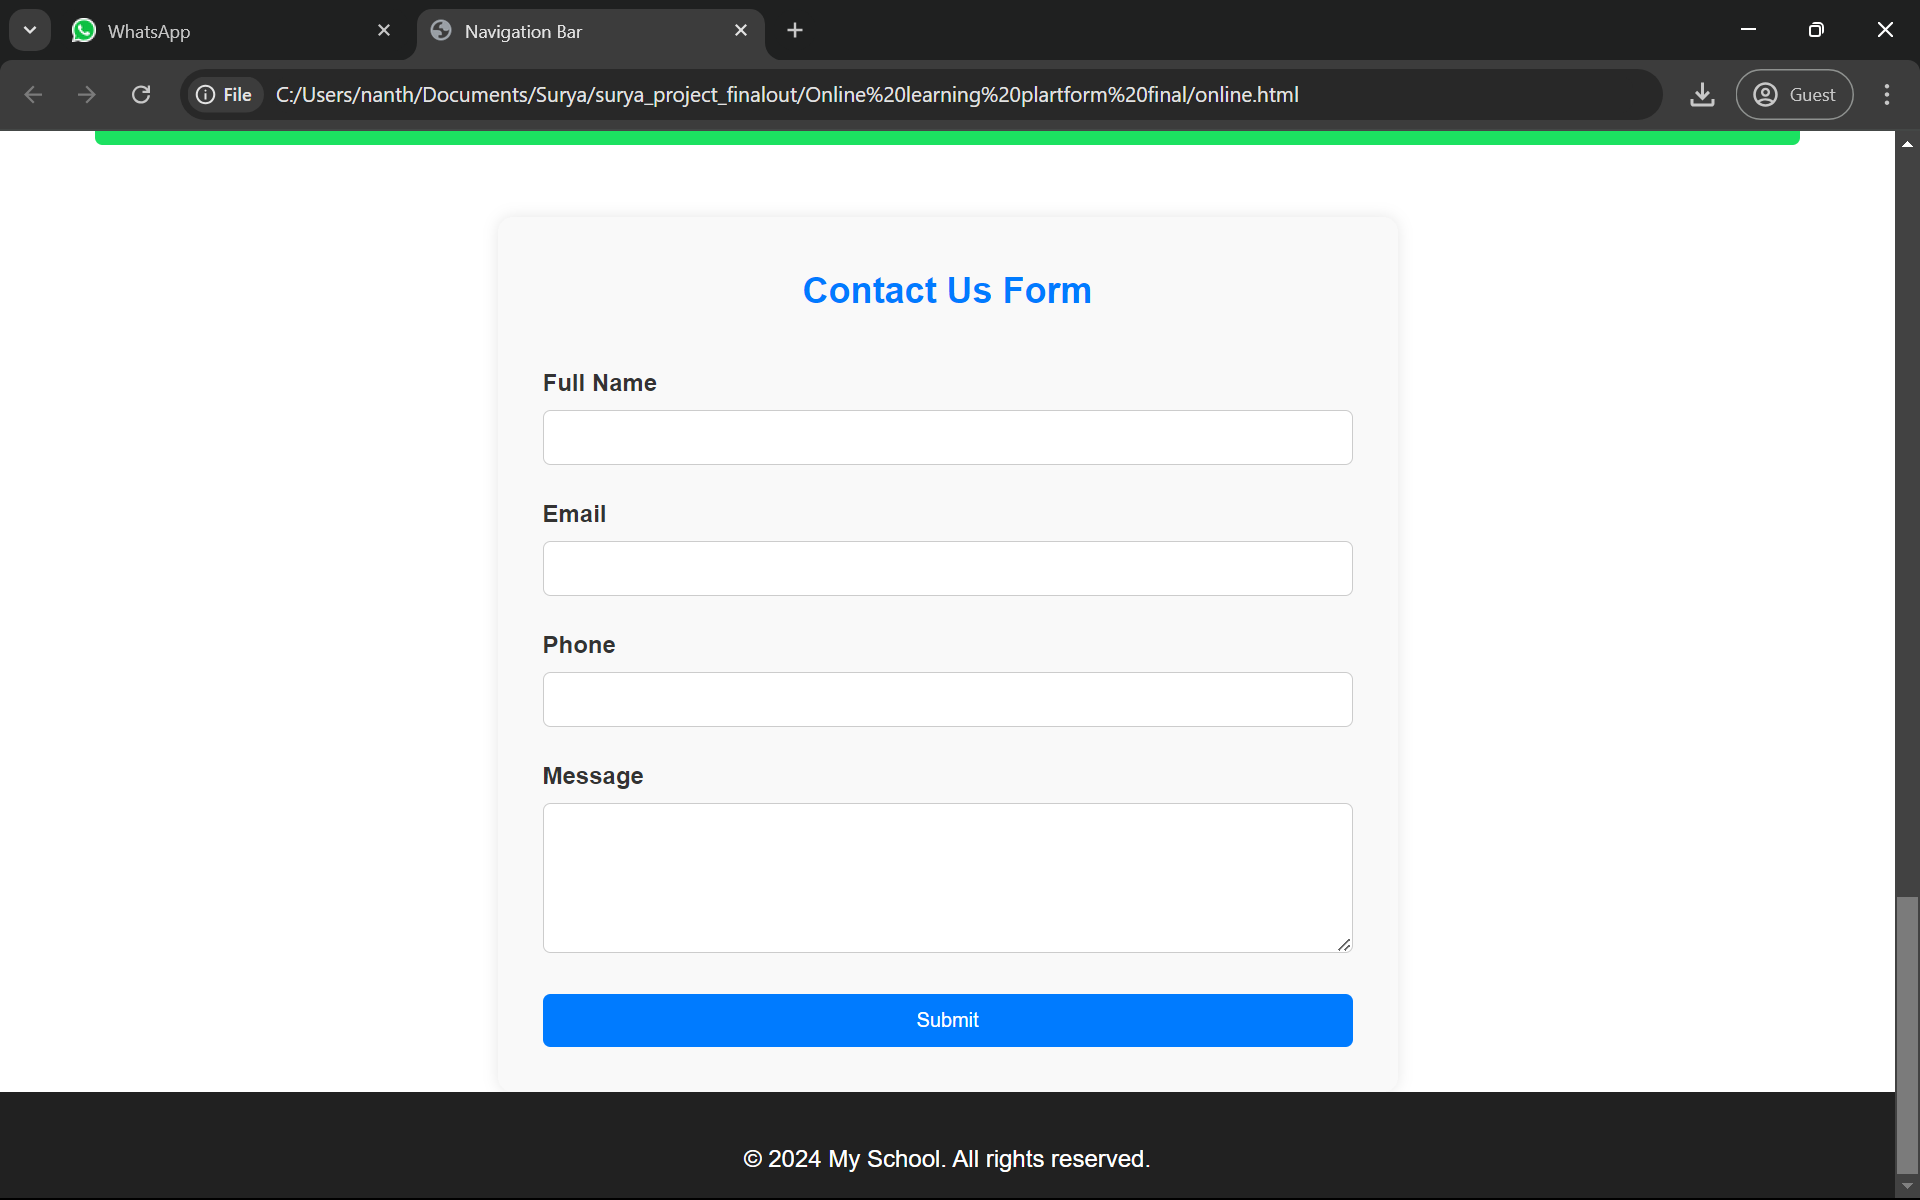 WhatsApp
Navigation Bar
File
C:/Users/nanth/Documents/Surya/surya_project_finalout/Online%20learning%20plartform%20final/online.html
Guest
Contact Us Form
Full Name
Email
Phone
Message
Submit
© 2024 My School. All rights reserved.